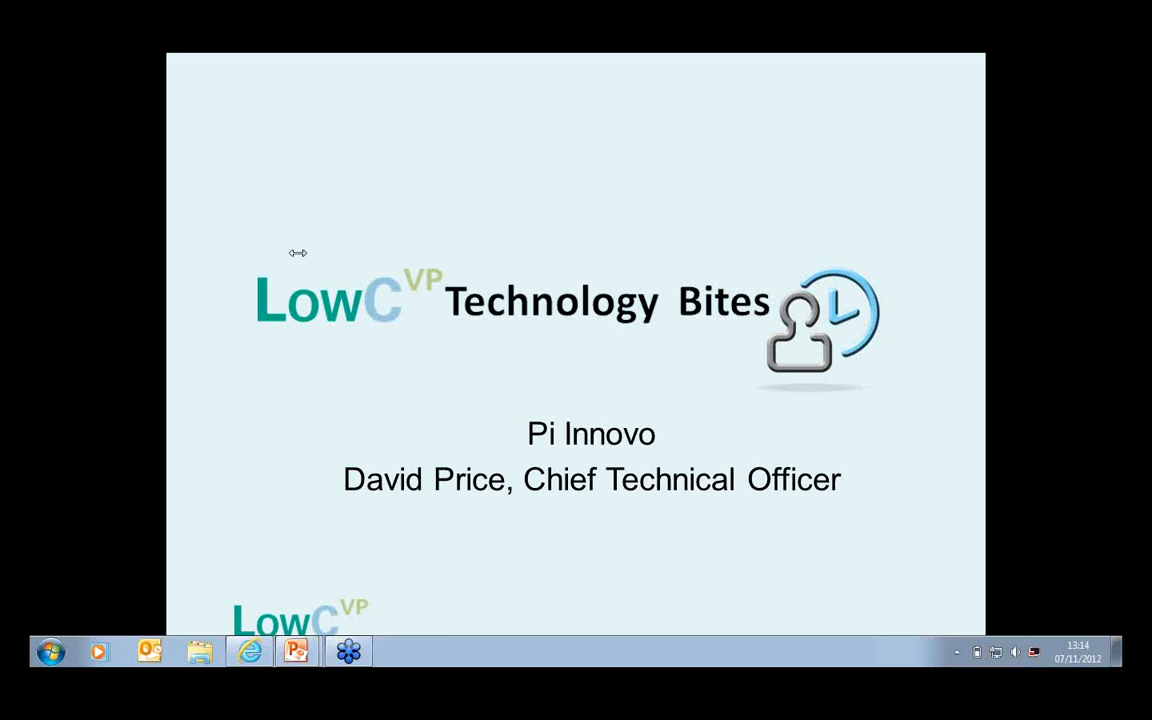 LowC VP Technology Bites
Pi Innovo
David Price, Chief Technical Officer
LowC VP
13:14
07/11/2012